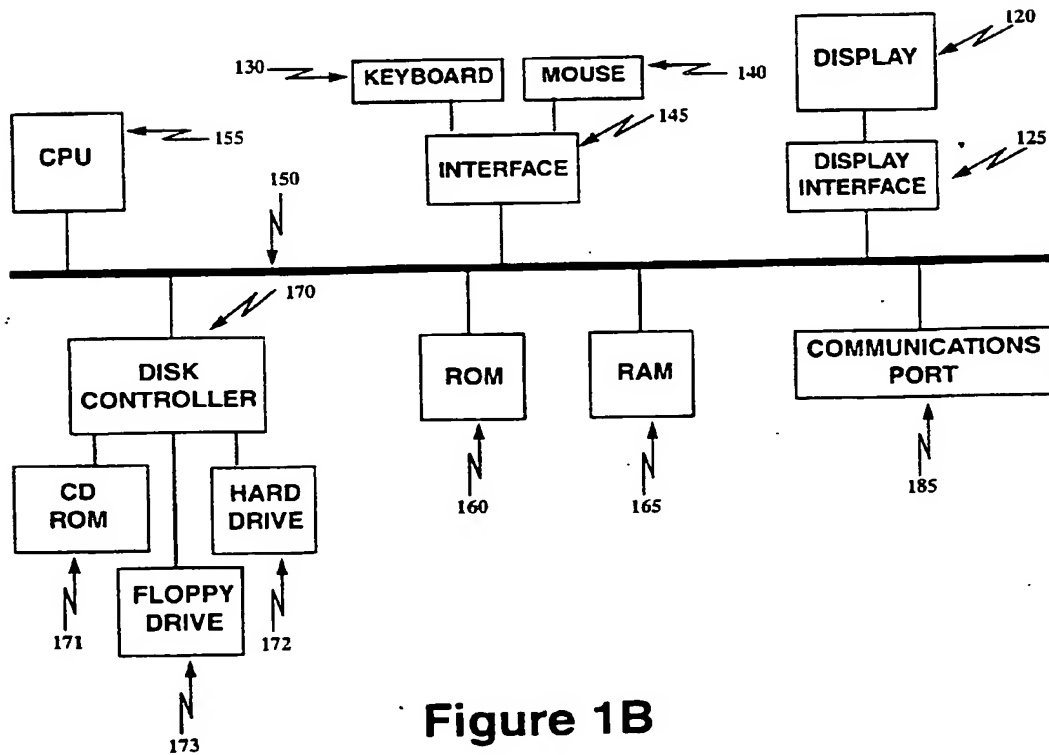 120
130
KEYBOARD
MOUSE
140
DISPLAY
145
155
CPU
INTERFACE
DISPLAY
INTERFACE
125
150
170
DISK
CONTROLLER
ROM
RAM
COMMUNICATIONS
PORT
CD
ROM
HARD
DRIVE
160
165
185
FLOPPY
DRIVE
171
172
173
Figure 1B